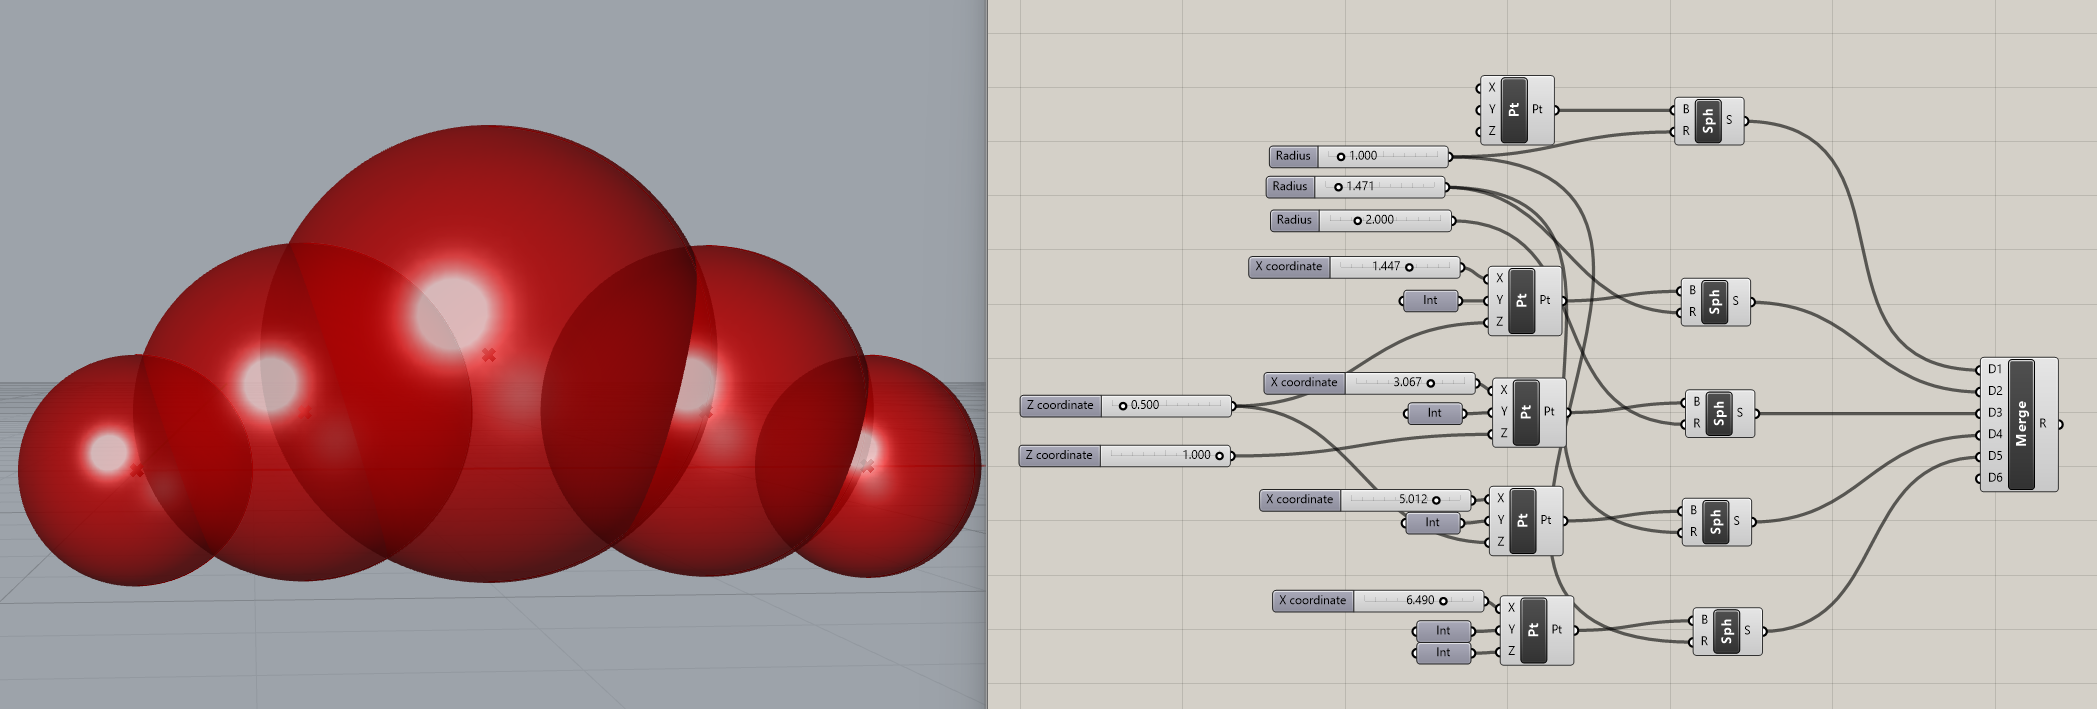 X
Y Pt Pt
Z
B Sph S
R
Radius 1.000
Radius 1.471
Radius 2.000
X coordinate 1.447
Int
X
Y Pt Pt
Z
B Sph S
R
X coordinate 3.067
Z coordinate 0.500
Int
X
Y Pt Pt
Z
B Sph S
R
Z coordinate 1.000
D1
D2
D3
D4
D5
D6
Merge
R
X coordinate 5.012
Int
X
Y Pt Pt
Z
B Sph S
R
X coordinate 6.490
Int
Int
X
Y Pt Pt
Z
B Sph S
R